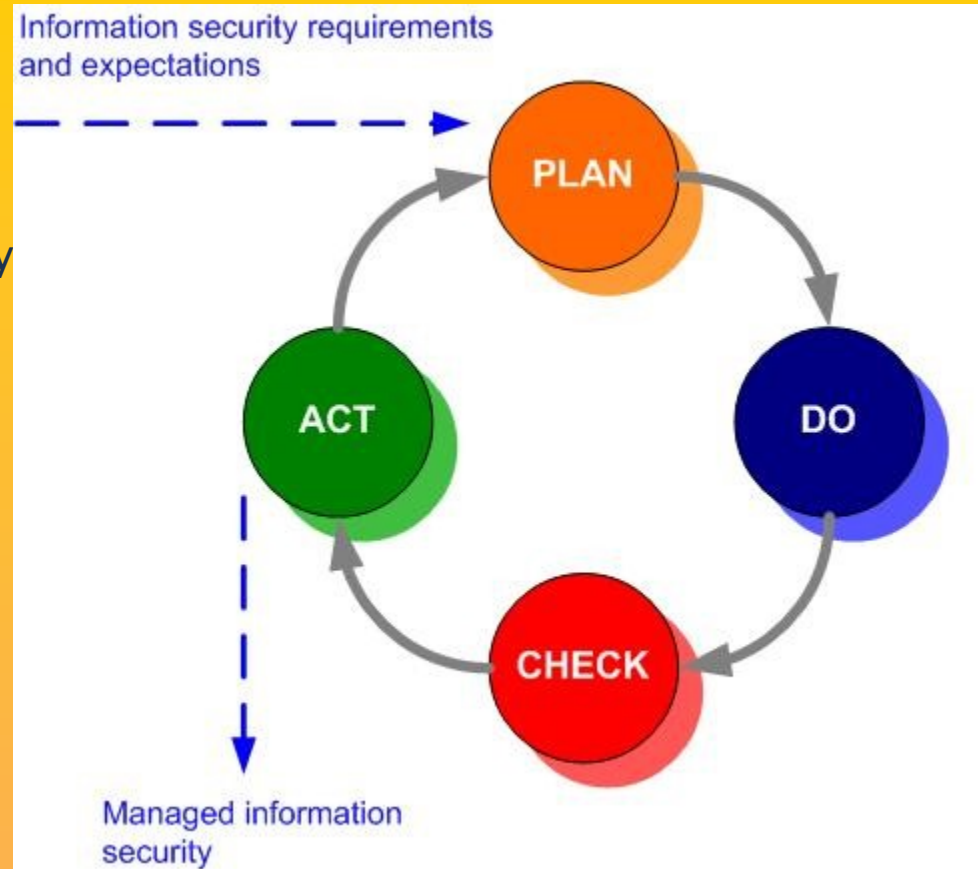 Information security requirements
and expectations
PLAN
y
ACT
DO
CHECK
Managed information
security